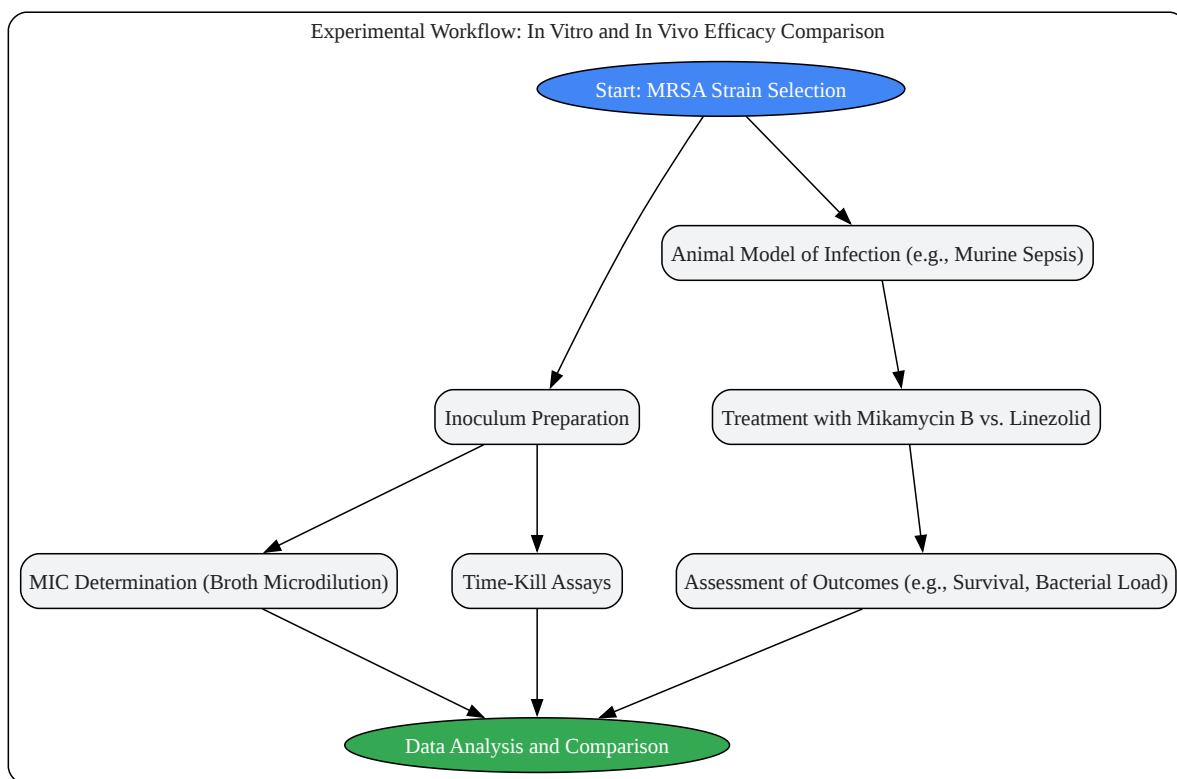 Experimental Workflow: In Vitro and In Vivo Efficacy Comparison
Start: MRSA Strain Selection
Animal Model of Infection (e.g., Murine Sepsis)
Inoculum Preparation
Treatment with Mikamycin B vs. Linezolid
MIC Determination (Broth Microdilution)
Time-Kill Assays
Assessment of Outcomes (e.g., Survival, Bacterial Load)
Data Analysis and Comparison